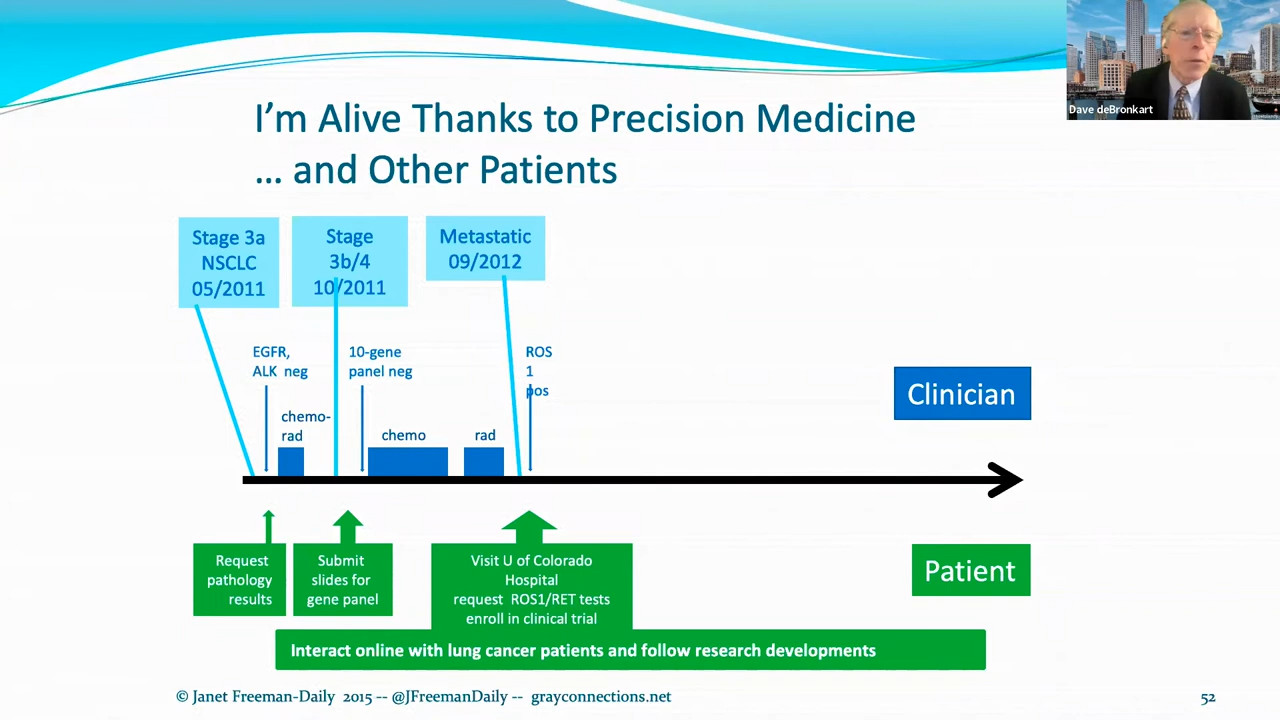 Dave deBronkart
I'm Alive Thanks to Precision Medicine
… and Other Patients
Stage 3a
NSCLC
05/2011
Stage
3b/4
10/2011
Metastatic
09/2012
EGFR,
ALK neg
10-gene
panel neg
ROS
1
pos
chemo-
rad
chemo
rad
Clinician
Request
pathology
results
Submit
slides for
gene panel
Visit U of Colorado
Hospital
request ROS1/RET tests
enroll in clinical trial
Patient
Interact online with lung cancer patients and follow research developments
© Janet Freeman-Daily 2015 -- @JFreemanDaily -- grayconnections.net
52